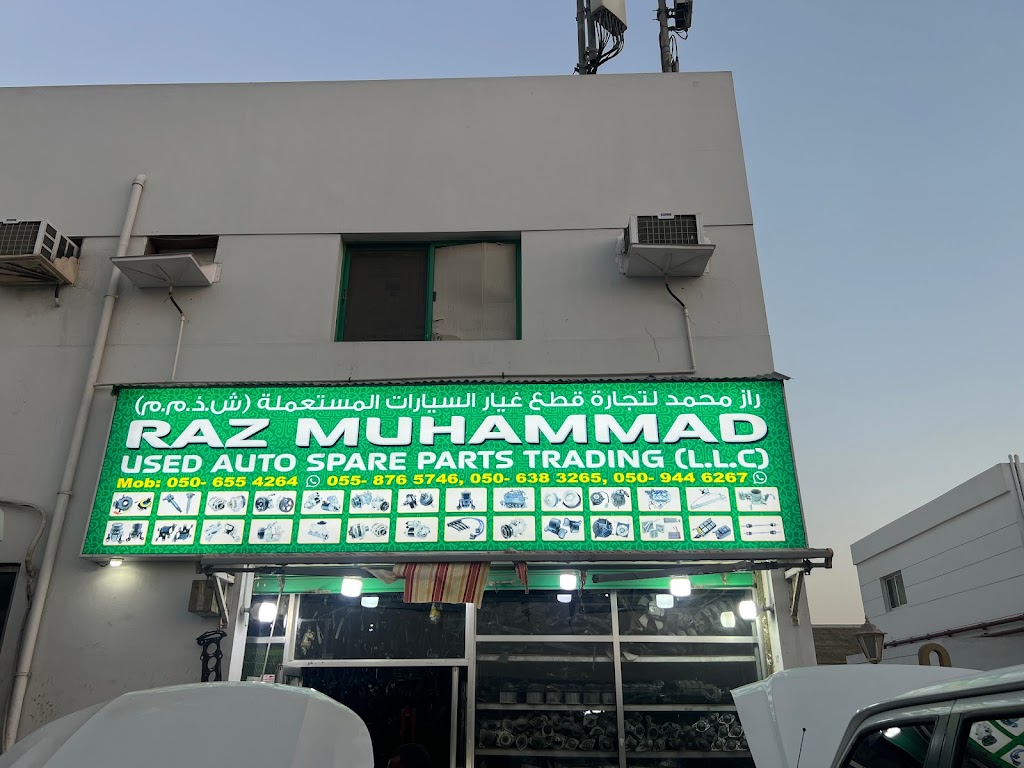 راز محمد لتجارة قطع غيار السيارات المستعملة (ش.ذ.م.م)
RAZ MUHAMMAD
USED AUTO SPARE PARTS TRADING (L.L.C)
Mob: 050- 655 4264 055- 876 5746, 050- 638 3265, 050- 944 6267